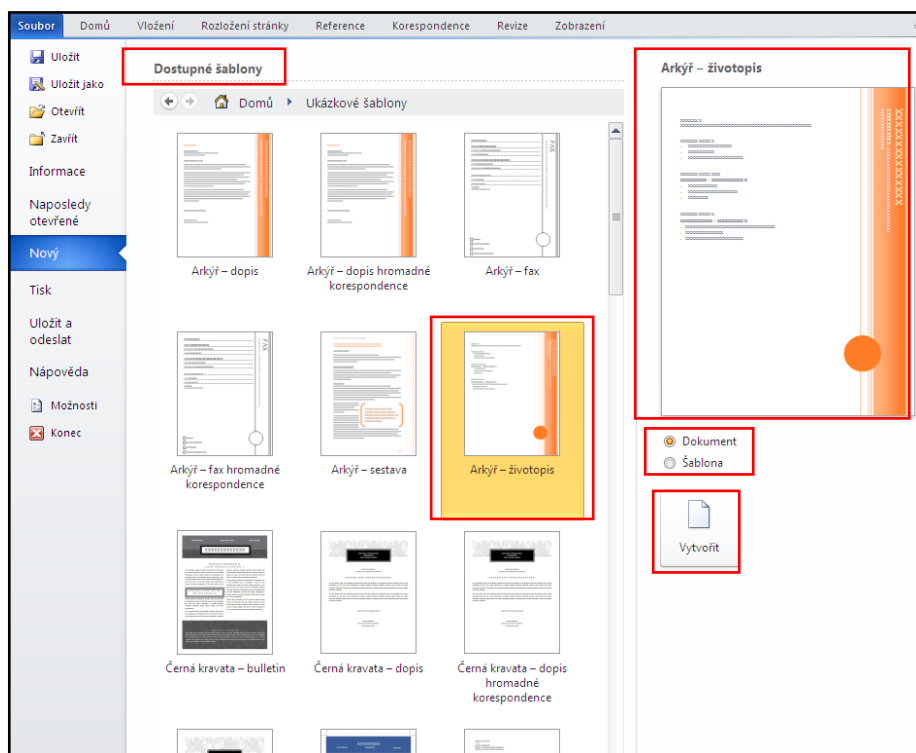 Soubor Domů Vložení Rozložení stránky Reference Korespondence Revize Zobrazení
Uložit
Uložit jako
Otevřít
Zavřít
Informace
Naposledy
otevřené
Nový
Tisk
Uložit a
odeslat
Nápověda
Možnosti
Konec
Dostupné šablony
Domů Ukázkové šablony
FAX
Arkýř – dopis
Arkýř – dopis hromadné
korespondence
Arkýř – fax
FAX
Arkýř – fax hromadné
korespondence
Arkýř – sestava
Arkýř – životopis
Černá kravata – bulletin
Černá kravata – dopis
Černá kravata – dopis
hromadné
korespondence
Arkýř – životopis
Dokument
Šablona
Vytvořit